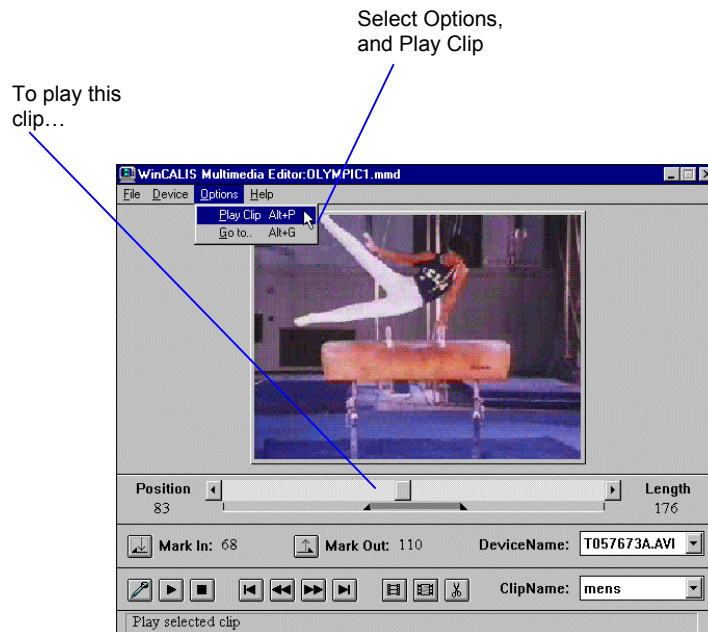 Select Options,
and Play Clip
To play this
clip…
WinCALIS Multimedia Editor:OLYMPIC1.mmd
File Device Options Help
Play Clip Alt+P
Go to.. Alt+G
Position Length
83 176
Mark In: 68 Mark Out: 110 DeviceName: T057673A.AVI
ClipName: mens
Play selected clip